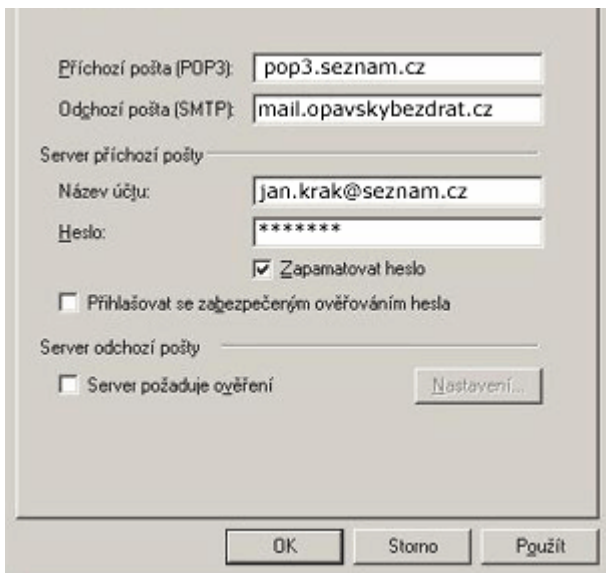 Příchozí pošta (POP3): pop3.seznam.cz
Odchozí pošta (SMTP): mail.opavskybezdrat.cz
Server příchozí pošty
Název účtu: jan.krak@seznam.cz
Heslo: *******
Zapamatovat heslo
Přihlašovat se zabezpečeným ověřováním hesla
Server odchozí pošty
Server požaduje ověření Nastavení...
OK Storno Použít